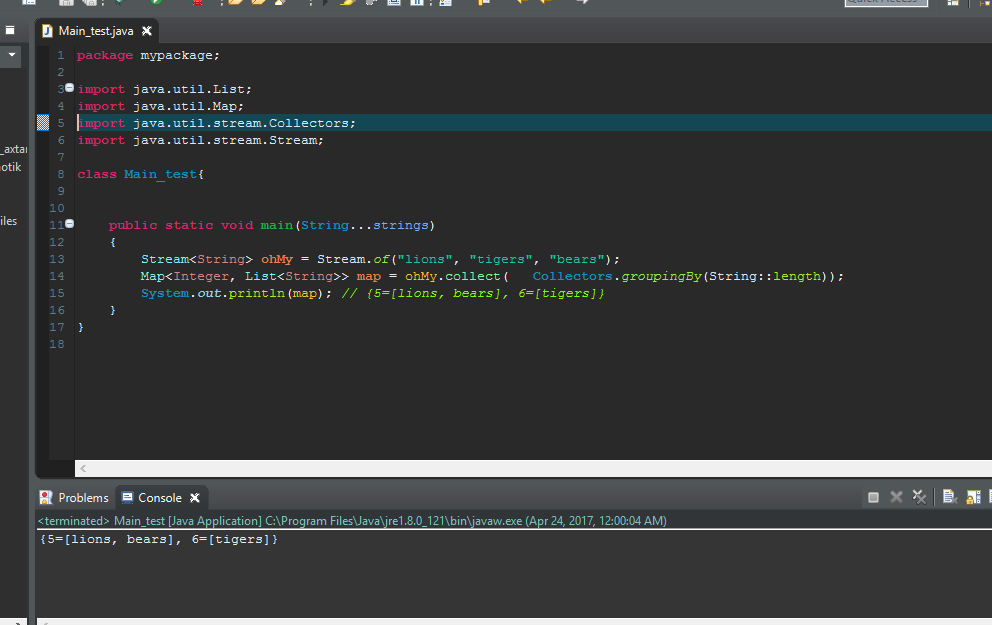 Quick Access
Main_test.java
1 package mypackage;
2
3 import java.util.List;
4 import java.util.Map;
5 import java.util.stream.Collectors;
6 import java.util.stream.Stream;
7
8 class Main_test{
9
10
11 public static void main(String...strings)
12 {
13 Stream<String> ohMy = Stream.of("lions", "tigers", "bears");
14 Map<Integer, List<String>> map = ohMy.collect( Collectors.groupingBy(String::length));
15 System.out.println(map); // {5=[lions, bears], 6=[tigers]}
16 }
17 }
18
_axtar
otik
iles
Problems Console
<terminated> Main_test [Java Application] C:\Program Files\Java\jre1.8.0_121\bin\javaw.exe (Apr 24, 2017, 12:00:04 AM)
{5=[lions, bears], 6=[tigers]}